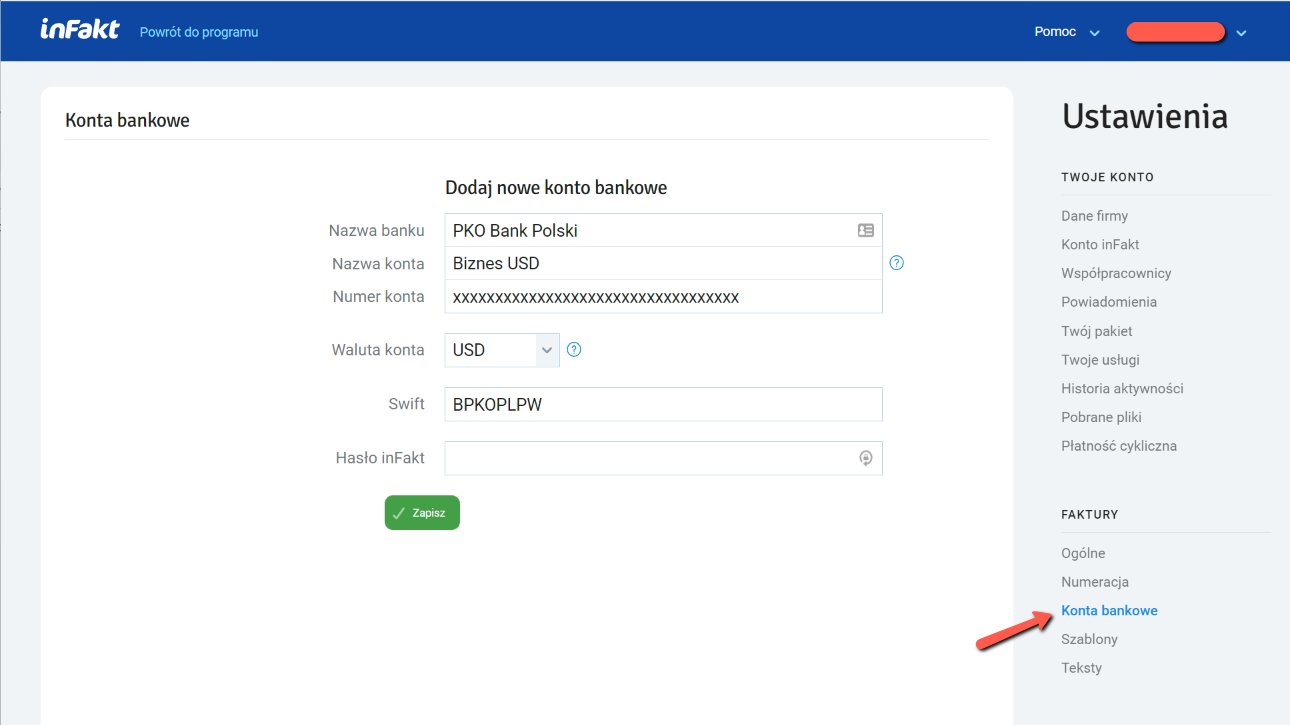 inFakt Powrót do programu Pomoc
Konta bankowe
Dodaj nowe konto bankowe
Nazwa banku PKO Bank Polski
Nazwa konta Biznes USD ?
Numer konta xxxxxxxxxxxxxxxxxxxxxxxxxxxxxxxxxx
Waluta konta USD ?
Swift BPKOPLPW
Hasło inFakt
Zapisz
Ustawienia
TWOJE KONTO
Dane firmy
Konto inFakt
Współpracownicy
Powiadomienia
Twój pakiet
Twoje usługi
Historia aktywności
Pobrane pliki
Płatność cykliczna
FAKTURY
Ogólne
Numeracja
Konta bankowe
Szablony
Teksty